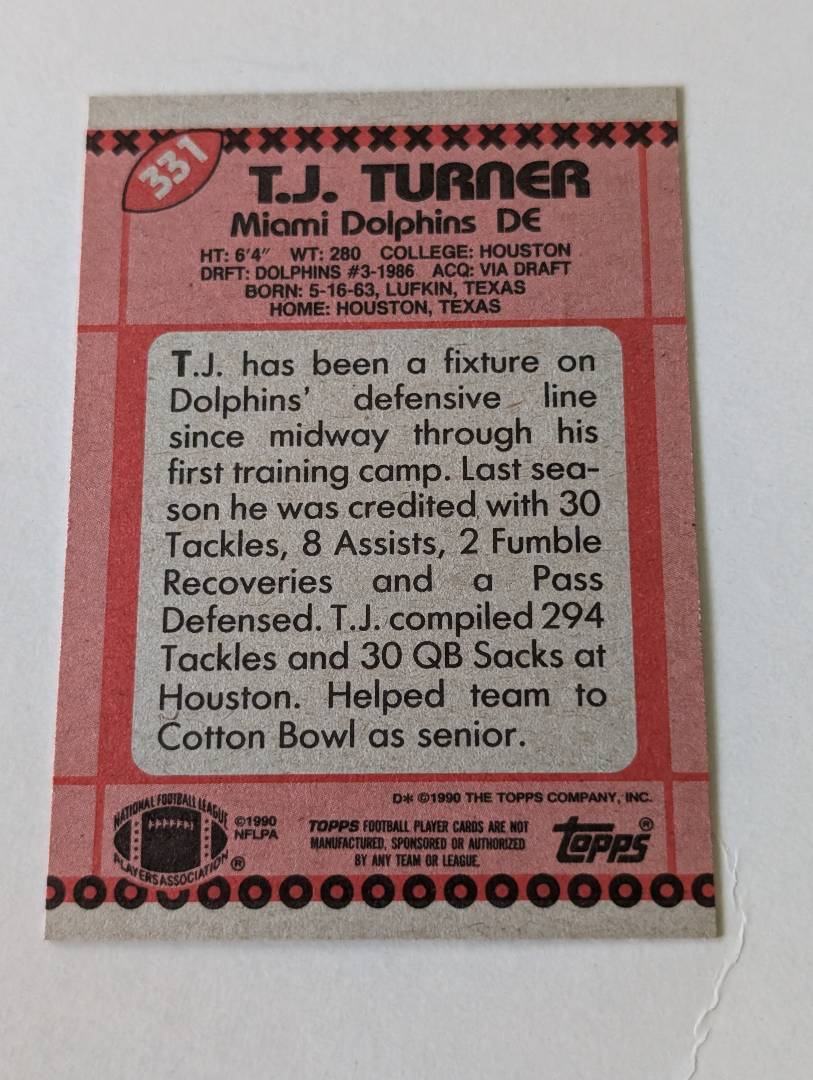 331
T.J. TURNER
Miami Dolphins DE
HT: 6'4" WT: 280 COLLEGE: HOUSTON
DRFT: DOLPHINS #3-1986 ACQ: VIA DRAFT
BORN: 5-16-63, LUFKIN, TEXAS
HOME: HOUSTON, TEXAS
T.J. has been a fixture on
Dolphins' defensive line
since midway through his
first training camp. Last sea-
son he was credited with 30
Tackles, 8 Assists, 2 Fumble
Recoveries and a Pass
Defensed. T.J. compiled 294
Tackles and 30 QB Sacks at
Houston. Helped team to
Cotton Bowl as senior.
NATIONAL FOOTBALL LEAGUE
PLAYERS ASSOCIATION ®
©1990
NFLPA
D* ©1990 THE TOPPS COMPANY, INC.
TOPPS FOOTBALL PLAYER CARDS ARE NOT
MANUFACTURED, SPONSORED OR AUTHORIZED
BY ANY TEAM OR LEAGUE.
topps®